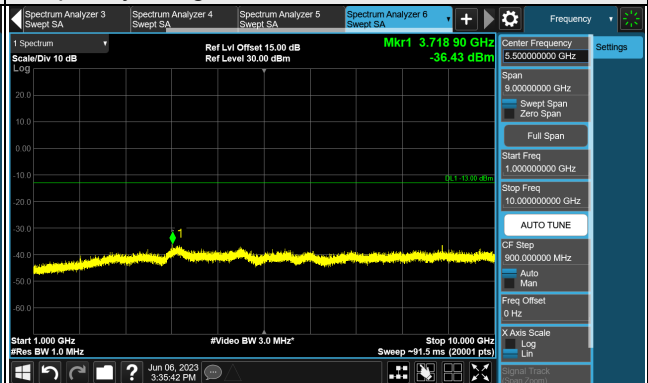 Spectrum Analyzer 3
Swept SA
Spectrum Analyzer 4
Swept SA
Spectrum Analyzer 5
Swept SA
Spectrum Analyzer 6
Swept SA
Frequency
1 Spectrum
Scale/Div 10 dB
Log
Ref Lvl Offset 15.00 dB
Ref Level 30.00 dBm
Mkr1 3.718 90 GHz
-36.43 dBm
20.0
10.0
0.00
-10.0
-20.0
-30.0
-40.0
-50.0
-60.0
DL1 -13.00 dBm
1
Start 1.000 GHz
#Res BW 1.0 MHz
#Video BW 3.0 MHz*
Stop 10.000 GHz
Sweep ~91.5 ms (20001 pts)
Center Frequency
5.500000000 GHz
Settings
Span
9.00000000 GHz
Swept Span
Zero Span
Full Span
Start Freq
1.000000000 GHz
Stop Freq
10.000000000 GHz
AUTO TUNE
CF Step
900.000000 MHz
Auto
Man
Freq Offset
0 Hz
X Axis Scale
Log
Lin
Signal Track
(Span Zoom)
?
Jun 06, 2023
3:35:42 PM